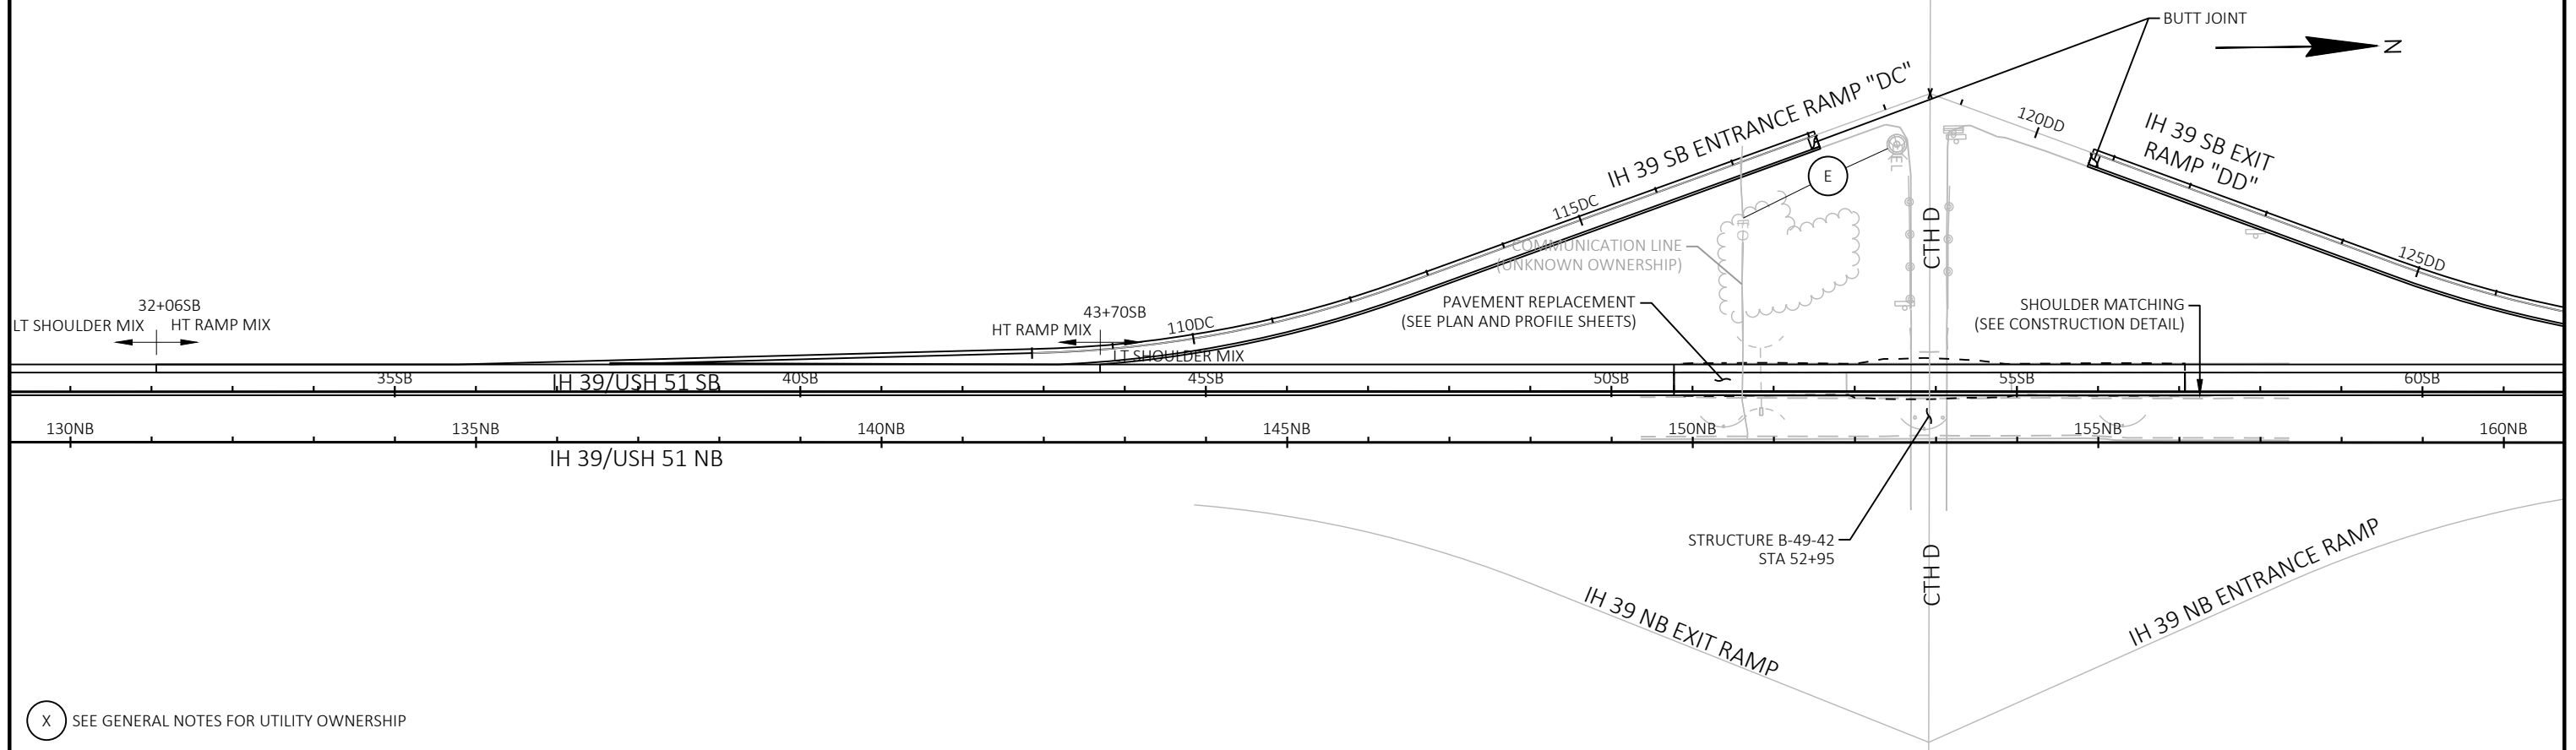 BUTT JOINT
N
IH 39 SB ENTRANCE RAMP "DC"
120DD
IH 39 SB EXIT
RAMP "DD"
E
115DC
CTH D
COMMUNICATION LINE
(UNKNOWN OWNERSHIP)
125DD
32+06SB
LT SHOULDER MIX
HT RAMP MIX
43+70SB
HT RAMP MIX
LT SHOULDER MIX
110DC
PAVEMENT REPLACEMENT
(SEE PLAN AND PROFILE SHEETS)
SHOULDER MATCHING
(SEE CONSTRUCTION DETAIL)
35SB
IH 39/USH 51 SB
40SB
45SB
50SB
55SB
60SB
130NB
135NB
140NB
145NB
150NB
155NB
160NB
IH 39/USH 51 NB
STRUCTURE B-49-42
STA 52+95
CTH D
IH 39 NB EXIT RAMP
IH 39 NB ENTRANCE RAMP
X SEE GENERAL NOTES FOR UTILITY OWNERSHIP